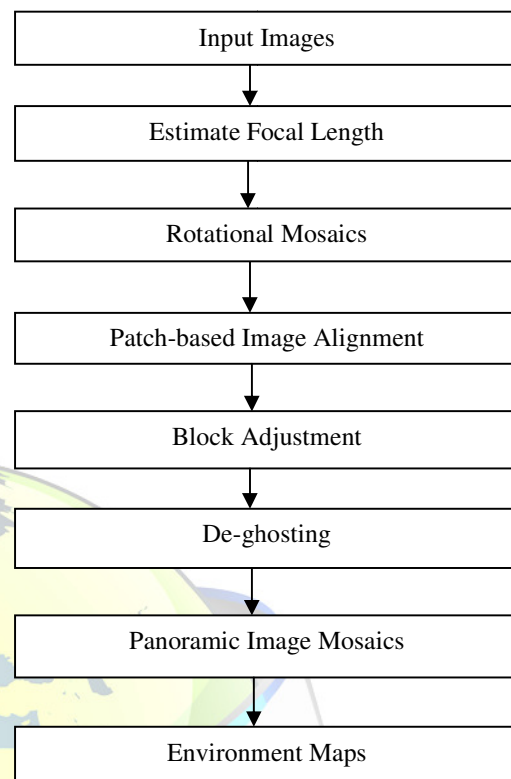 Input Images
Estimate Focal Length
Rotational Mosaics
Patch-based Image Alignment
Block Adjustment
De-ghosting
Panoramic Image Mosaics
Environment Maps